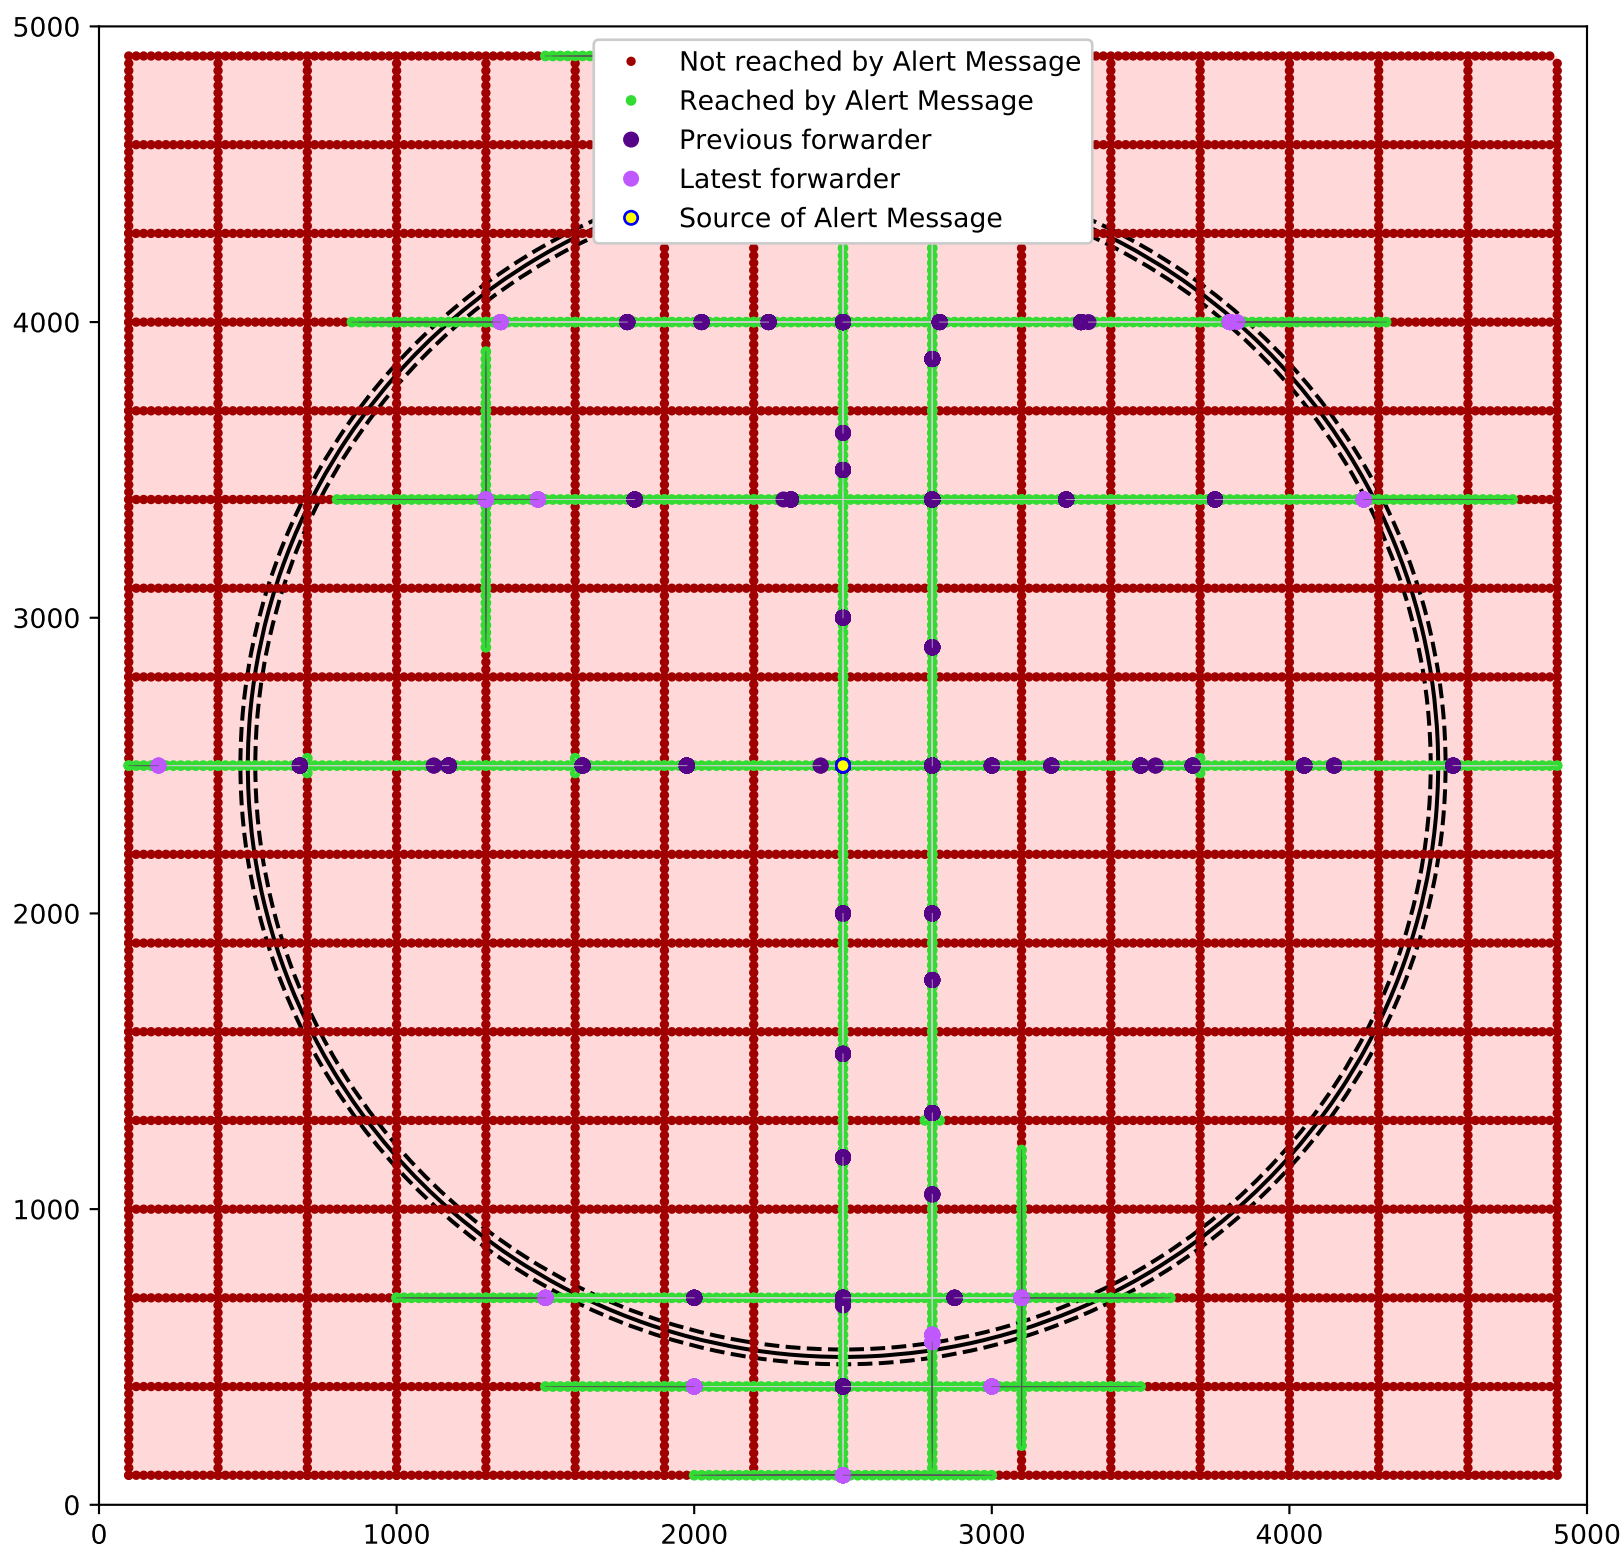 5000
Not reached by Alert Message
Reached by Alert Message
Previous forwarder
Latest forwarder
Source of Alert Message
4000
3000
2000
1000
0
0 1000 2000 3000 4000 5000